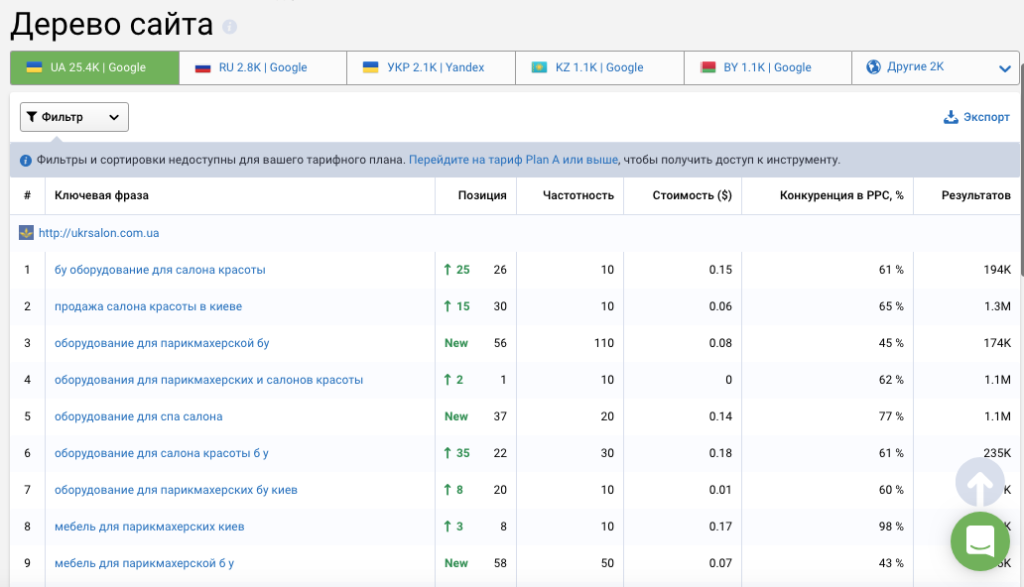 Дерево сайта
UA 25.4K | Google RU 2.8K | Google УКР 2.1K | Yandex KZ 1.1K | Google BY 1.1K | Google Другие 2K
Фильтр Экспорт
Фильтры и сортировки недоступны для вашего тарифного плана. Перейдите на тариф Plan A или выше, чтобы получить доступ к инструменту.
# Ключевая фраза Позиция Частотность Стоимость ($) Конкуренция в PPC, % Результатов
http://ukrsalon.com.ua
1 бу оборудование для салона красоты ↑ 25 26 10 0.15 61 % 194K
2 продажа салона красоты в киеве ↑ 15 30 10 0.06 65 % 1.3M
3 оборудование для парикмахерской бу New 56 110 0.08 45 % 174K
4 оборудования для парикмахерских и салонов красоты ↑ 2 1 10 0 62 % 1.1M
5 оборудование для спа салона New 37 20 0.14 77 % 1.1M
6 оборудование для салона красоты б у ↑ 35 22 30 0.18 61 % 235K
7 оборудование для парикмахерских бу киев ↑ 8 20 10 0.01 60 % K
8 мебель для парикмахерских киев ↑ 3 8 10 0.17 98 % K
9 мебель для парикмахерской б у New 58 50 0.07 43 %